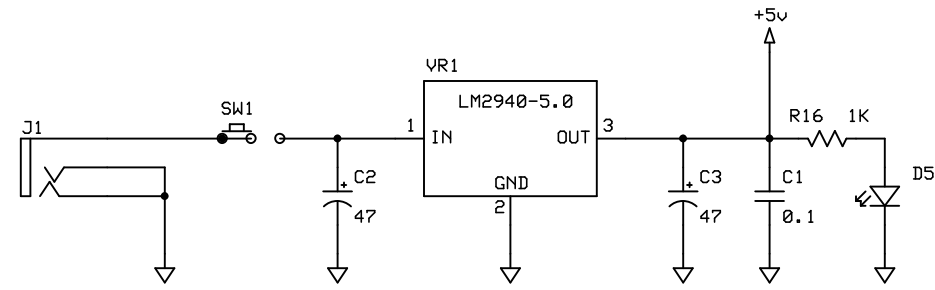 +5v
VR1
LM2940-5.0
SW1
R16 1K
J1
1
IN
OUT
3
C2
47
GND
2
C3
47
C1
0.1
D5